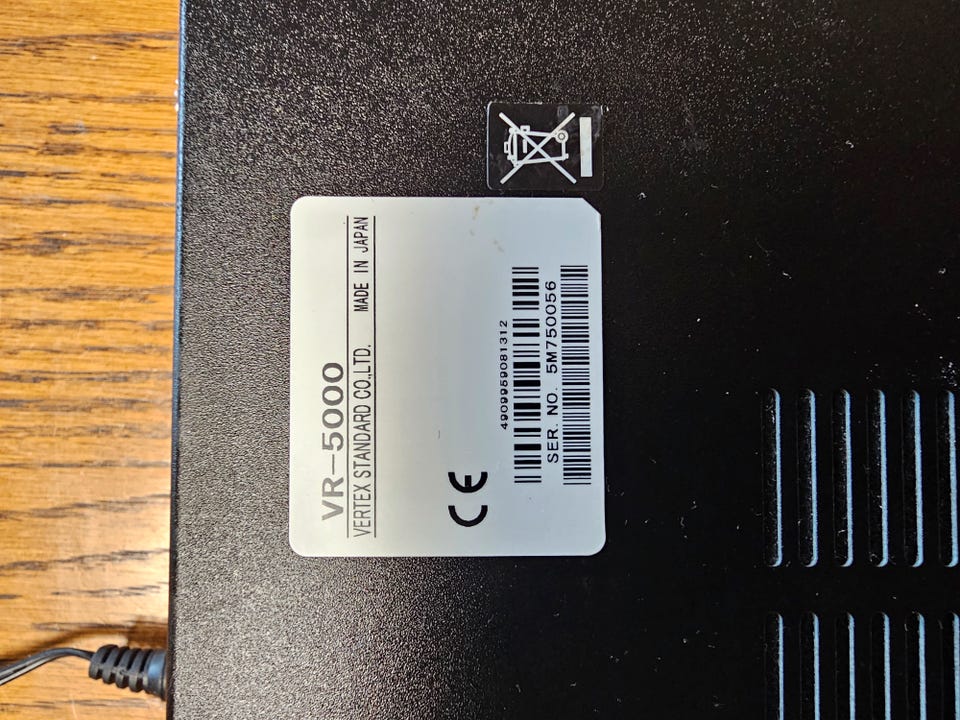 VR-5000
VERTEX STANDARD CO.,LTD. MADE IN JAPAN
CE
4909959081312
SER. NO. 5M750056